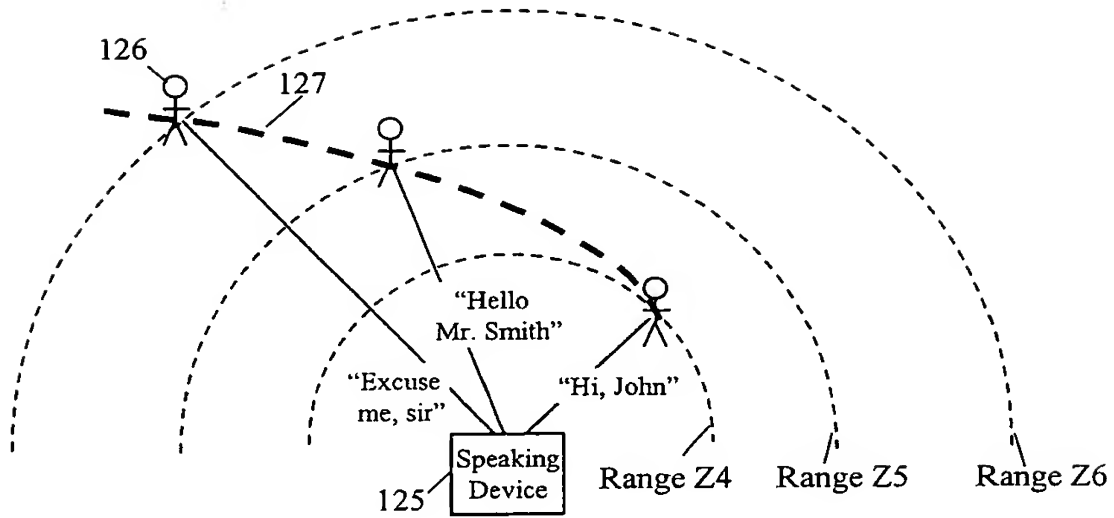 126
127
“Hello
Mr. Smith”
“Excuse
me, sir”
“Hi, John”
Speaking
Device
125
Range Z4
Range Z5
Range Z6